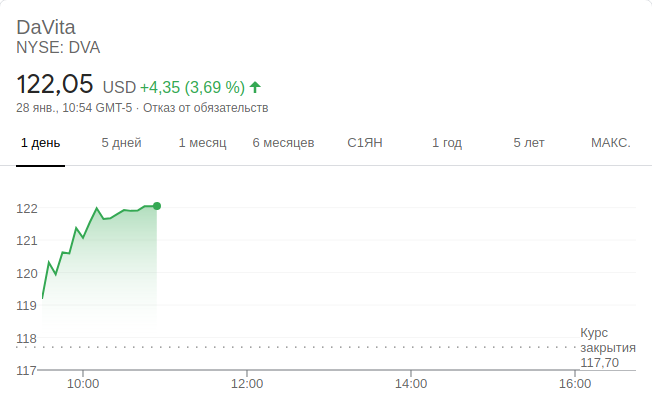 DaVita
NYSE: DVA
122,05 USD +4,35 (3,69 %)
28 янв., 10:54 GMT-5 · Отказ от обязательств
1 день 5 дней 1 месяц 6 месяцев С1ЯН 1 год 5 лет МАКС.
122
121
120
119
118
117
Курс
закрытия
117,70
10:00 12:00 14:00 16:00